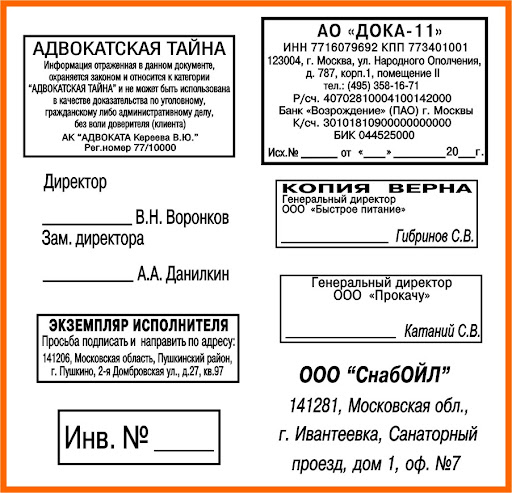 АДВОКАТСКАЯ ТАЙНА
Информация отраженная в данном документе,
охраняется законом и относится к категории
“АДВОКАТСКАЯ ТАЙНА” и не может быть использована
в качестве доказательства по уголовному,
гражданскому либо административному делу,
без воли доверителя (клиента)
АК “АДВОКАТА Кереева В.Ю.”
Рег.номер 77/10000
АО «ДОКА-11»
ИНН 7716079692 КПП 773401001
123004, г. Москва, ул. Народного Ополчения,
д. 787, корп.1, помещение II
тел.: (495) 358-16-71
Р/сч. 40702810004100142000
Банк «Возрождение» (ПАО) г. Москвы
К/сч. 30101810900000000000
БИК 044525000
Исх.№ _____ от «___» _______ 20__г.
Директор
__________ В.Н. Воронков
Зам. директора
__________ А.А. Данилкин
КОПИЯ ВЕРНА
Генеральный директор
ООО «Быстрое питание»
______________ Гибринов С.В.
Генеральный директор
ООО «Прокачу»
______________ Катаний С.В.
ЭКЗЕМПЛЯР ИСПОЛНИТЕЛЯ
Просьба подписать и направить по адресу:
141206, Московская область, Пушкинский район,
г. Пушкино, 2-я Домбровская ул., д.27, кв.97
Инв. № _____
ООО “СнабОЙЛ”
141281, Московская обл.,
г. Ивантеевка, Санаторный
проезд, дом 1, оф. №7